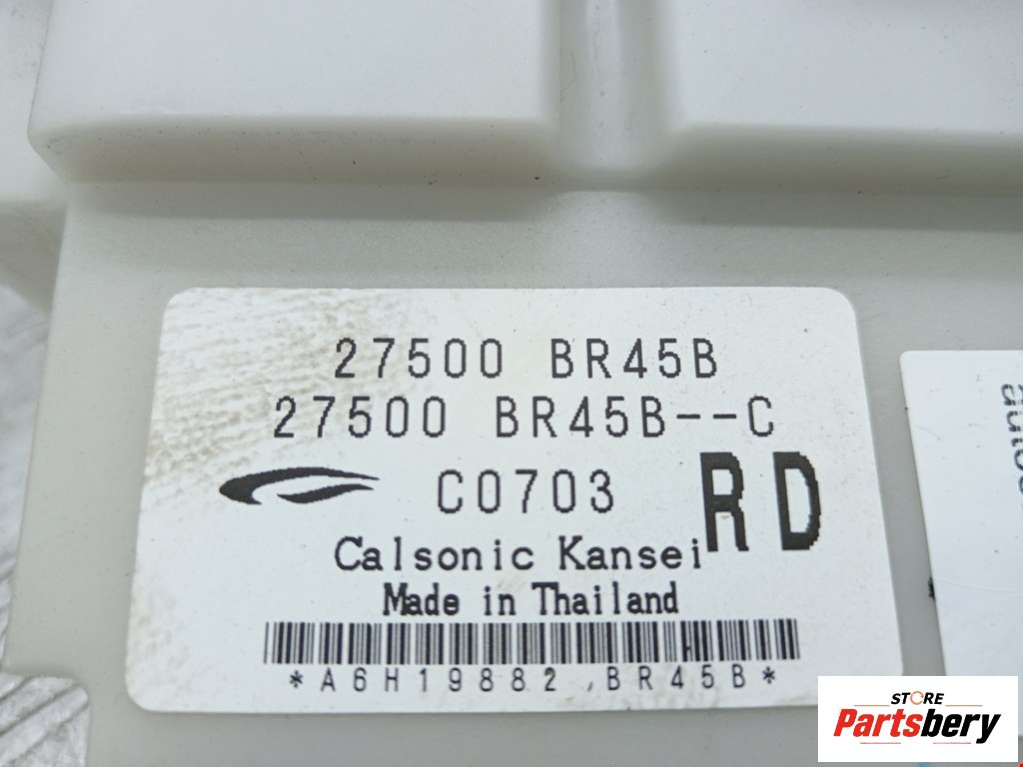 27500 BR45B
27500 BR45B--C
C0703
RD
Calsonic Kansei
Made in Thailand
*A6H19882,BR45B*
STORE
Partsbery